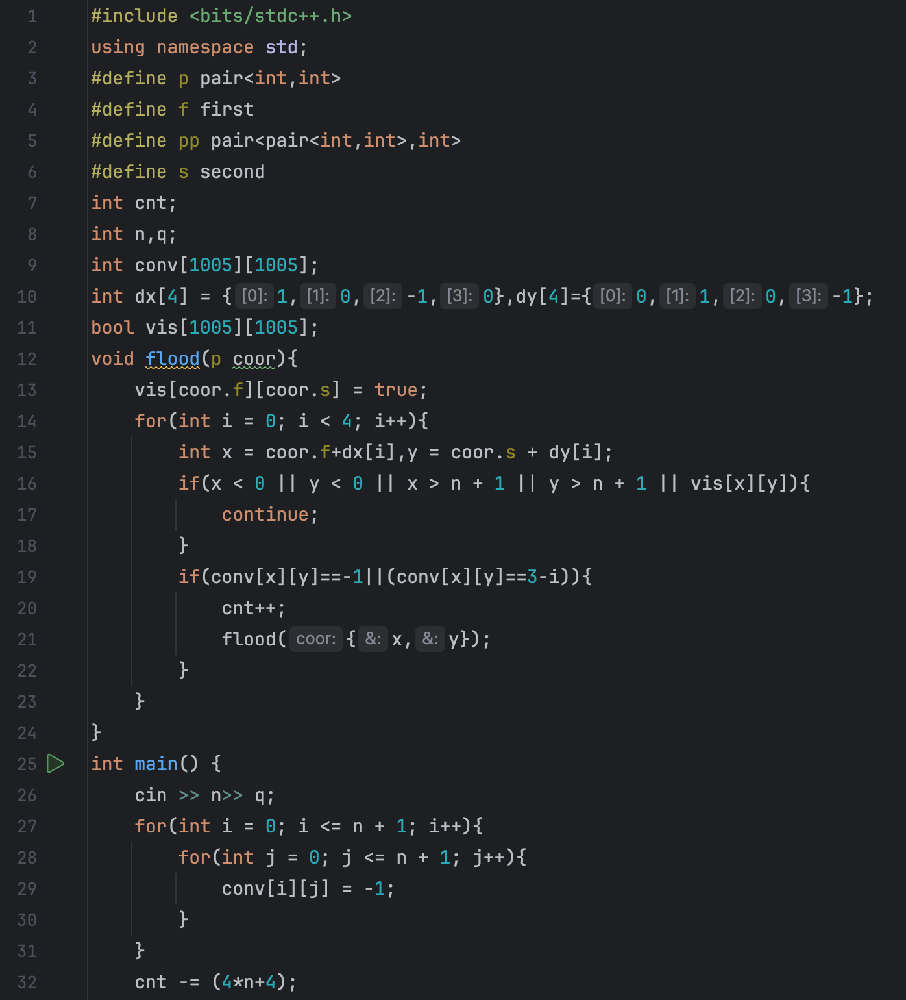 1 #include <bits/stdc++.h>
2 using namespace std;
3 #define p pair<int,int>
4 #define f first
5 #define pp pair<pair<int,int>,int>
6 #define s second
7 int cnt;
8 int n,q;
9 int conv[1005][1005];
10 int dx[4] = {[0]: 1,[1]: 0,[2]: -1,[3]: 0},dy[4]={[0]: 0,[1]: 1,[2]: 0,[3]: -1};
11 bool vis[1005][1005];
12 void flood(p coor){
13     vis[coor.f][coor.s] = true;
14     for(int i = 0; i < 4; i++){
15         int x = coor.f+dx[i],y = coor.s + dy[i];
16         if(x < 0 || y < 0 || x > n + 1 || y > n + 1 || vis[x][y]){
17             continue;
18         }
19         if(conv[x][y]==-1||(conv[x][y]==3-i)){
20             cnt++;
21             flood(coor: {&: x,&: y});
22         }
23     }
24 }
25 int main() {
26     cin >> n>> q;
27     for(int i = 0; i <= n + 1; i++){
28         for(int j = 0; j <= n + 1; j++){
29             conv[i][j] = -1;
30         }
31     }
32     cnt -= (4*n+4);